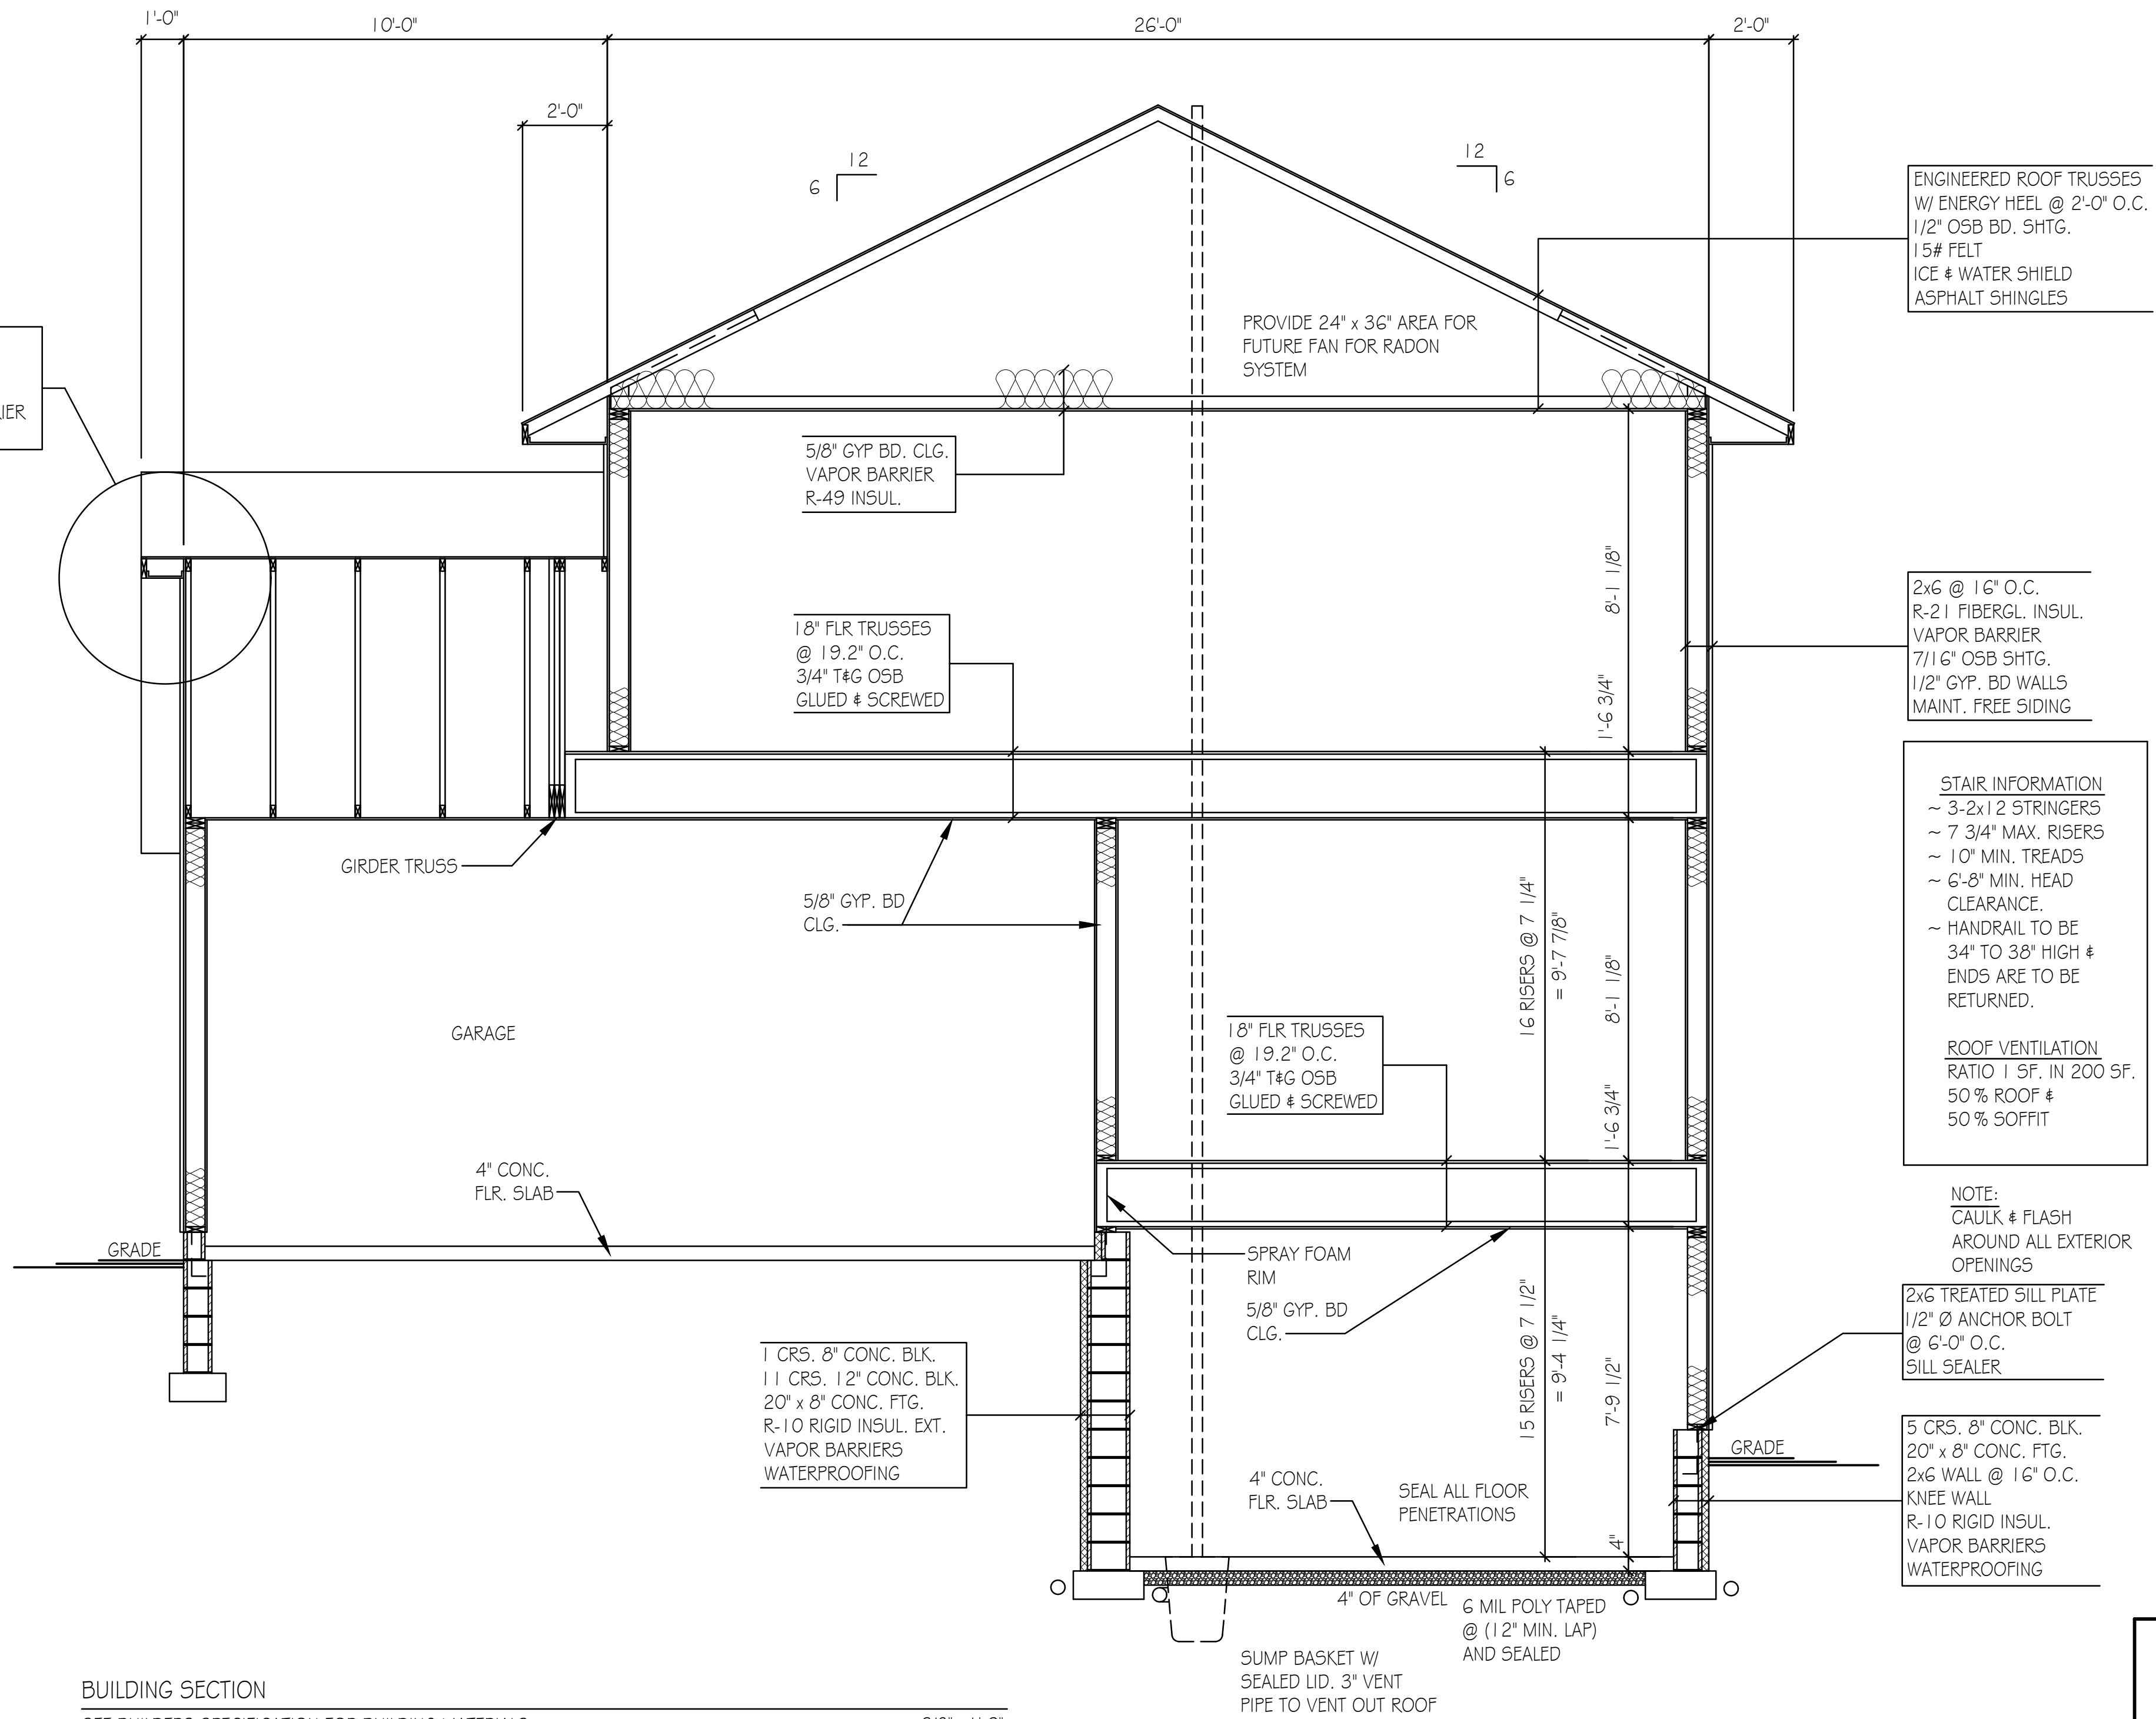 1'-0"
10'-0"
26'-0"
2'-0"
2'-0"
12
6
12
6
ENGINEERED ROOF TRUSSES
W/ ENERGY HEEL @ 2'-0" O.C.
1/2" OSB BD. SHTG.
15# FELT
ICE & WATER SHIELD
ASPHALT SHINGLES
PROVIDE 24" x 36" AREA FOR
FUTURE FAN FOR RADON
SYSTEM
5/8" GYP BD. CLG.
VAPOR BARRIER
R-49 INSUL.
8'-1 1/8"
2x6 @ 16" O.C.
R-21 FIBERGL. INSUL.
VAPOR BARRIER
7/16" OSB SHTG.
1/2" GYP. BD WALLS
MAINT. FREE SIDING
18" FLR TRUSSES
@ 19.2" O.C.
3/4" T&G OSB
GLUED & SCREWED
1'-6 3/4"
STAIR INFORMATION
~ 3-2x12 STRINGERS
~ 7 3/4" MAX. RISERS
~ 10" MIN. TREADS
~ 6'-8" MIN. HEAD
CLEARANCE.
~ HANDRAIL TO BE
34" TO 38" HIGH &
ENDS ARE TO BE
RETURNED.
ROOF VENTILATION
RATIO 1 SF. IN 200 SF.
50% ROOF &
50% SOFFIT
GIRDER TRUSS
5/8" GYP. BD
CLG.
16 RISERS @ 7 1/4"
= 9'-7 7/8"
8'-1 1/8"
GARAGE
18" FLR TRUSSES
@ 19.2" O.C.
3/4" T&G OSB
GLUED & SCREWED
1'-6 3/4"
4" CONC.
FLR. SLAB
NOTE:
CAULK & FLASH
AROUND ALL EXTERIOR
OPENINGS
GRADE
SPRAY FOAM
RIM
5/8" GYP. BD
CLG.
2x6 TREATED SILL PLATE
1/2" Ø ANCHOR BOLT
@ 6'-0" O.C.
SILL SEALER
1 CRS. 8" CONC. BLK.
11 CRS. 12" CONC. BLK.
20" x 8" CONC. FTG.
R-10 RIGID INSUL. EXT.
VAPOR BARRIERS
WATERPROOFING
15 RISERS @ 7 1/2"
= 9'-4 1/4"
7'-9 1/2"
5 CRS. 8" CONC. BLK.
20" x 8" CONC. FTG.
2x6 WALL @ 16" O.C.
KNEE WALL
R-10 RIGID INSUL.
VAPOR BARRIERS
WATERPROOFING
GRADE
4" CONC.
FLR. SLAB
SEAL ALL FLOOR
PENETRATIONS
4"
4" OF GRAVEL
6 MIL POLY TAPED
@ (12" MIN. LAP)
AND SEALED
SUMP BASKET W/
SEALED LID. 3" VENT
PIPE TO VENT OUT ROOF
BUILDING SECTION